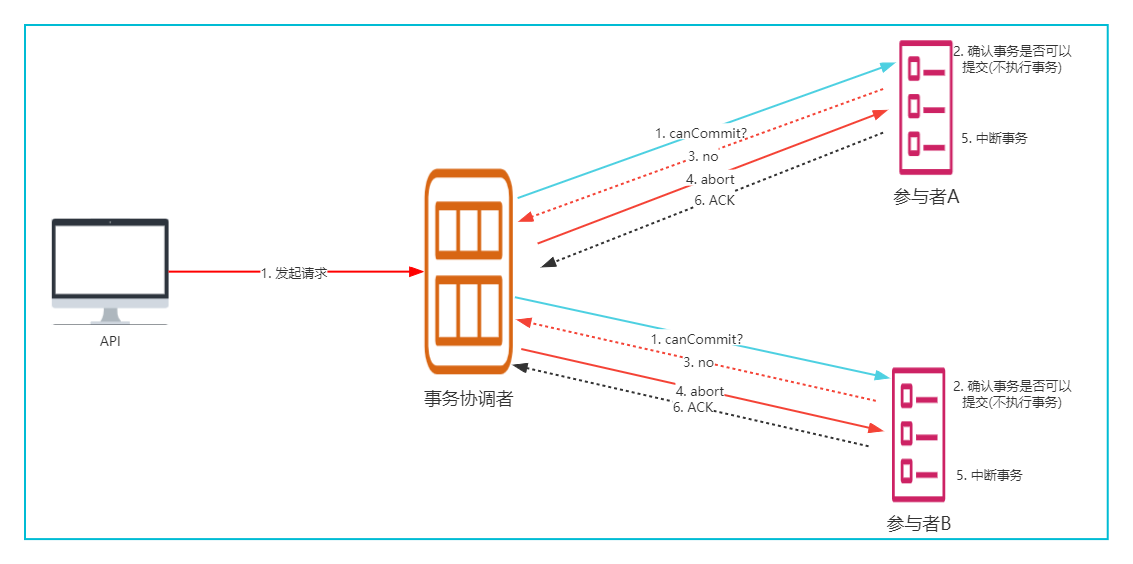 2. 确认事务是否可以
提交(不执行事务)
1. canCommit?
5. 中断事务
3. no
4. abort
6. ACK
参与者A
1. 发起请求
API
事务协调者
1. canCommit?
3. no
2. 确认事务是否可以
提交(不执行事务)
4. abort
6. ACK
5. 中断事务
参与者B